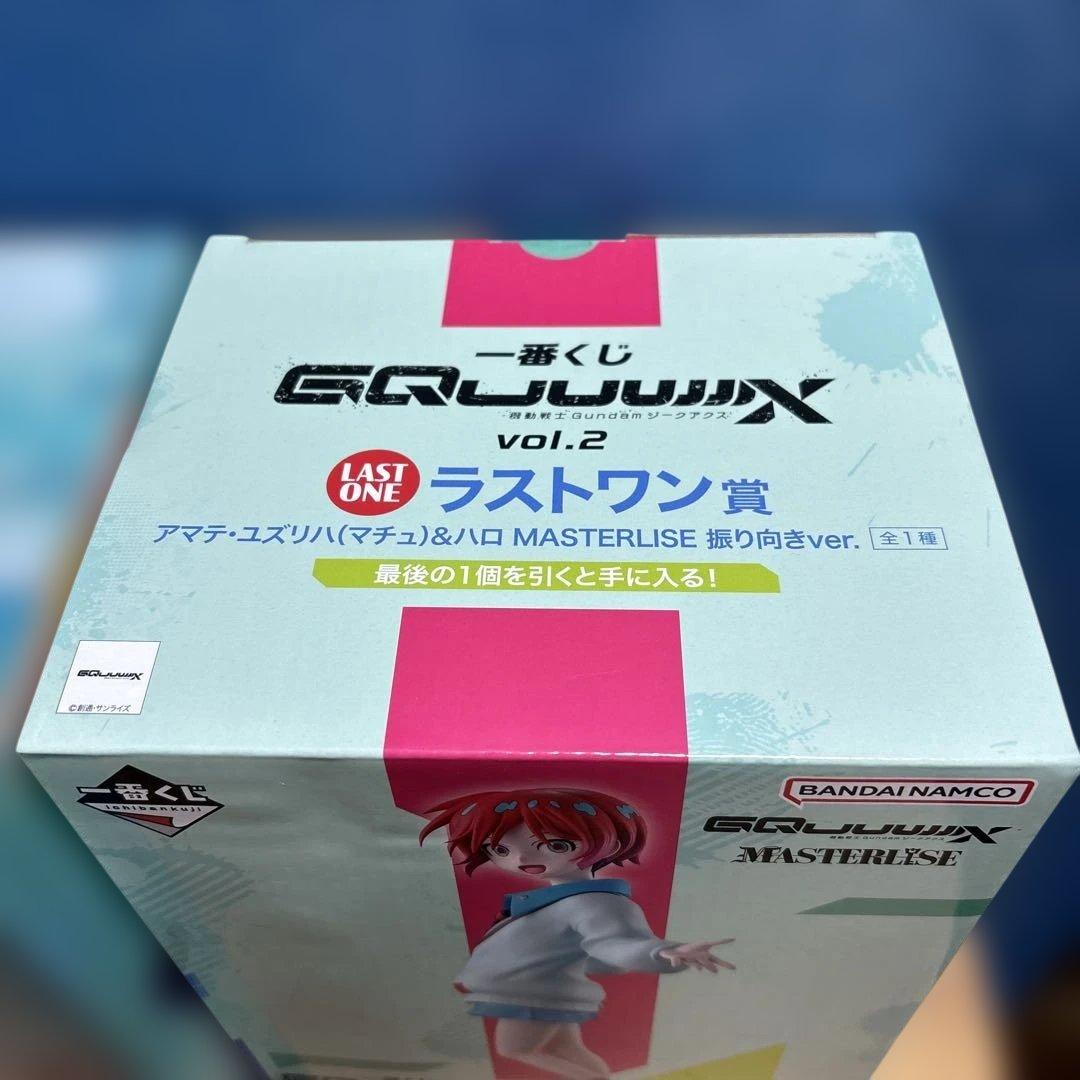 一番くじ
GQuuuuuuX
機動戦士Gundamジークアクス
vol.2
LAST ONE ラストワン賞
アマテ・ユズリハ(マチュ)&ハロ MASTERLISE 振り向きver. 全1種
最後の1個を引くと手に入る!
GQuuuuuuX
©創通・サンライズ
一番くじ
ichibankuji
BANDAI NAMCO
GQuuuuuuX
機動戦士Gundamジークアクス
MASTERLISE